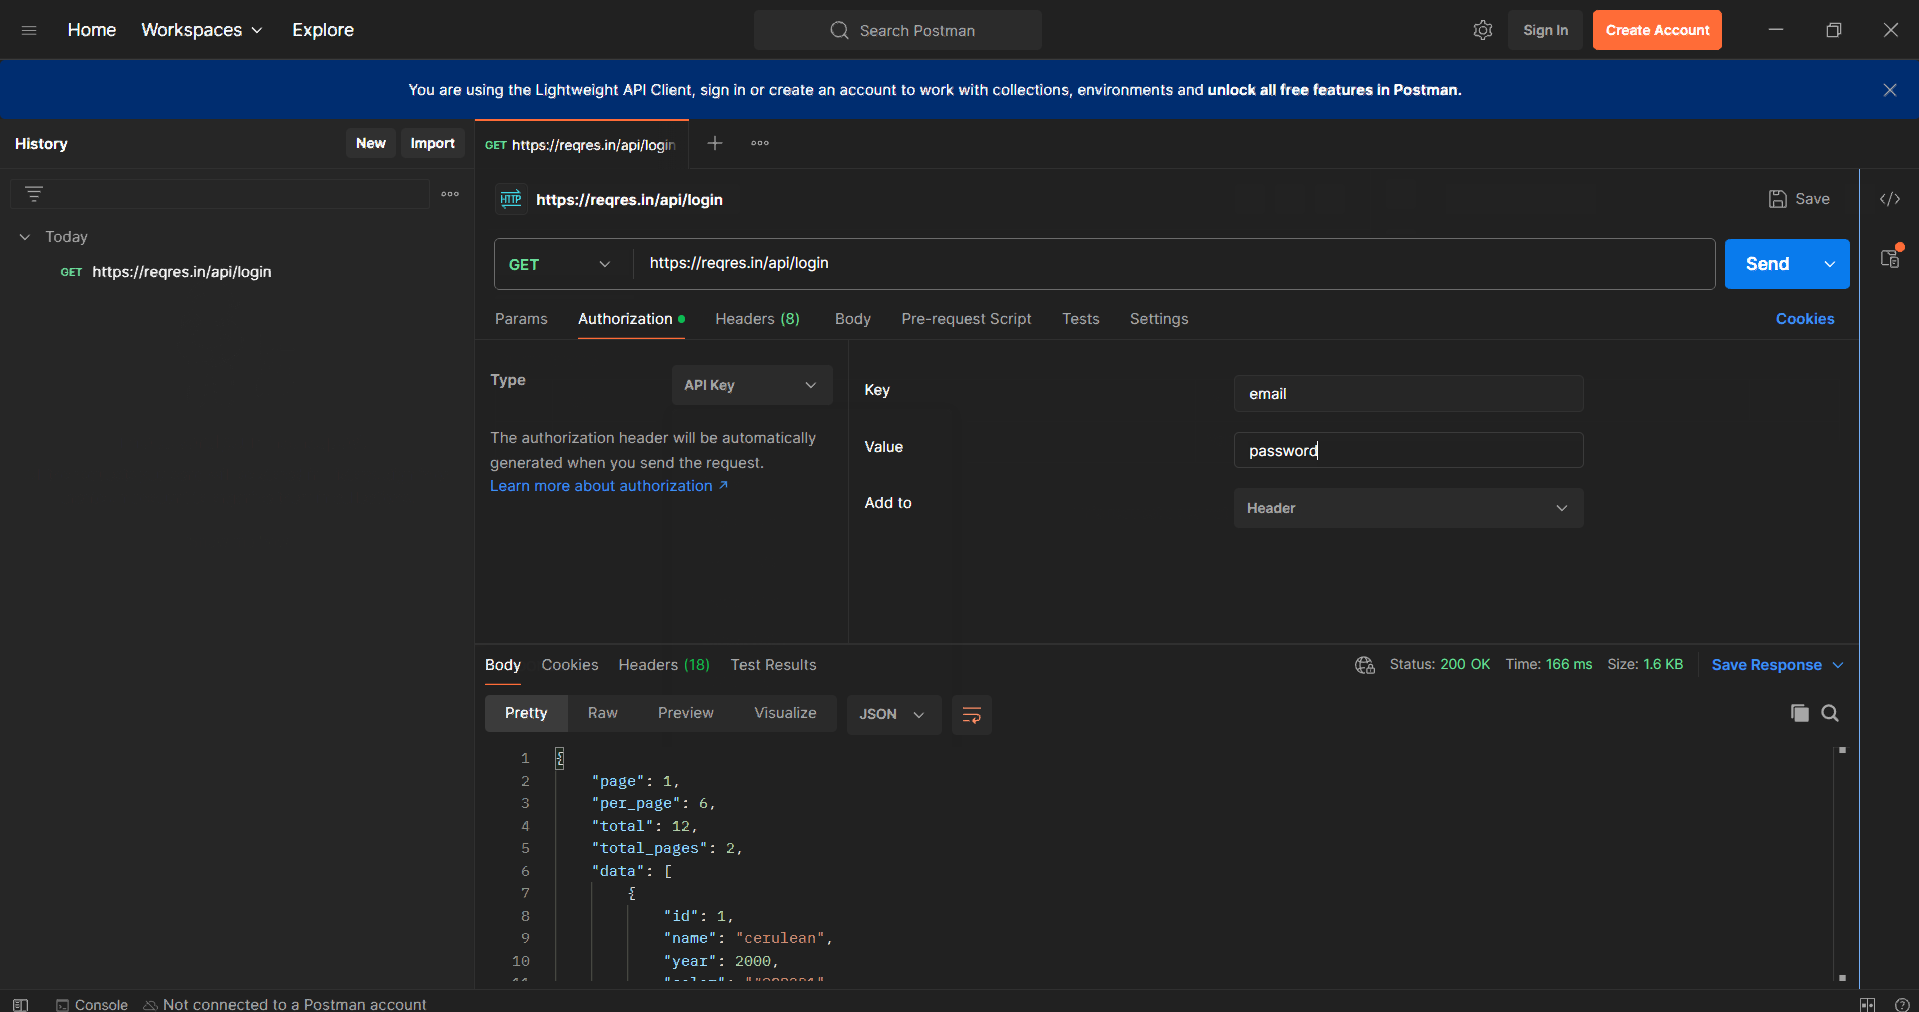 Home Workspaces Explore
Search Postman
Sign In Create Account
You are using the Lightweight API Client, sign in or create an account to work with collections, environments and unlock all free features in Postman.
History New Import
Today
GET https://reqres.in/api/login
GET https://reqres.in/api/login
HTTP https://reqres.in/api/login
Save
GET https://reqres.in/api/login
Send
Params Authorization Headers (8) Body Pre-request Script Tests Settings Cookies
Type API Key
The authorization header will be automatically
generated when you send the request.
Learn more about authorization ↗
Key email
Value password
Add to Header
Body Cookies Headers (18) Test Results
Status: 200 OK Time: 166 ms Size: 1.6 KB Save Response
Pretty Raw Preview Visualize JSON
1 {
2 "page": 1,
3 "per_page": 6,
4 "total": 12,
5 "total_pages": 2,
6 "data": [
7 {
8 "id": 1,
9 "name": "cerulean",
10 "year": 2000,
Console Not connected to a Postman account